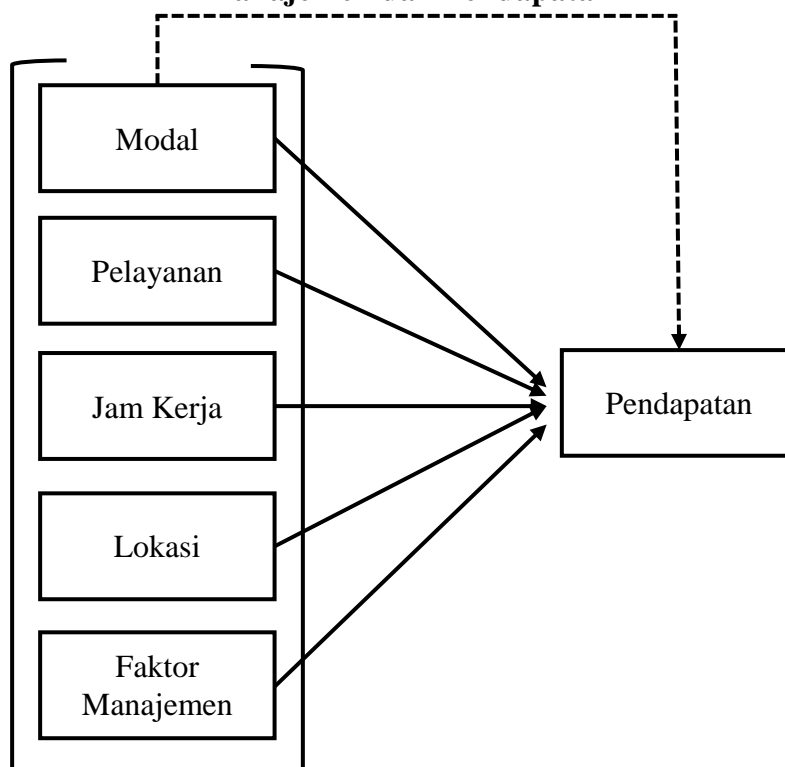 Modal
Pelayanan
Jam Kerja
Pendapatan
Lokasi
Faktor
Manajemen